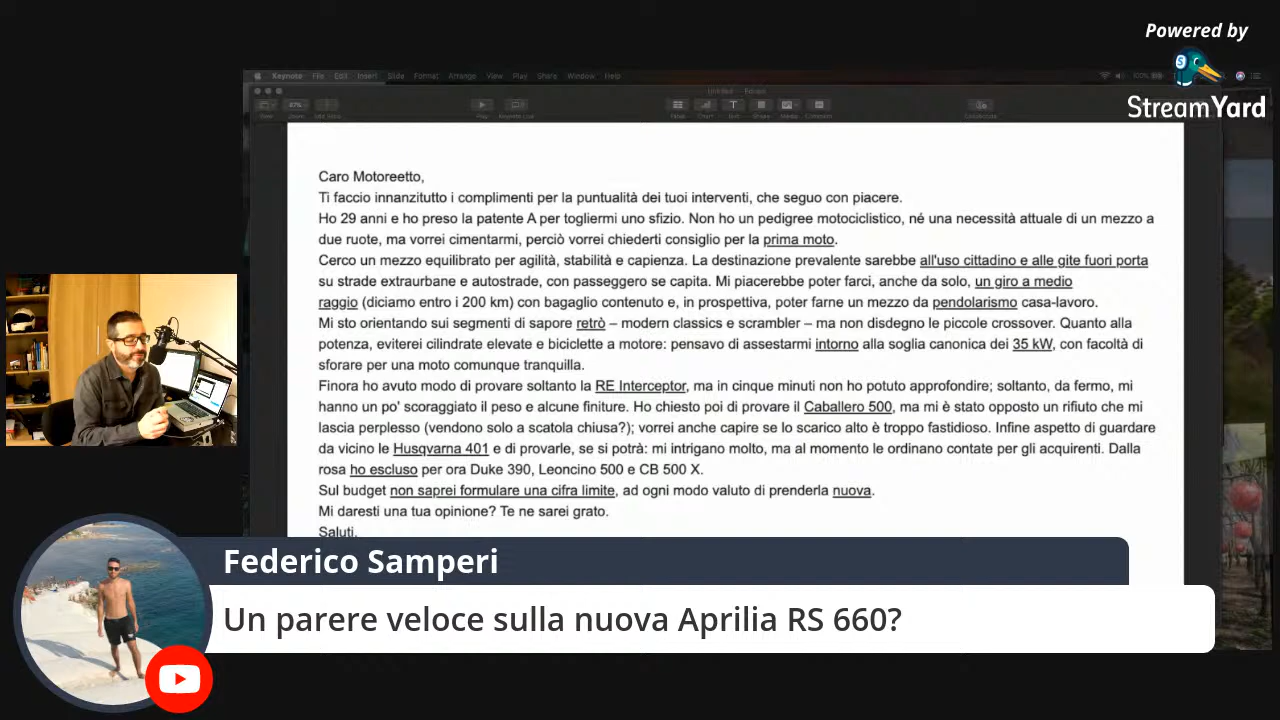 Powered by
StreamYard
Keynote File Edit Insert Slide Format Arrange View Play Share Window Help
Caro Motoreetto,
Ti faccio innanzitutto i complimenti per la puntualità dei tuoi interventi, che seguo con piacere.
Ho 29 anni e ho preso la patente A per togliermi uno sfizio. Non ho un pedigree motociclistico, né una necessità attuale di un mezzo a
due ruote, ma vorrei cimentarmi, perciò vorrei chiederti consiglio per la prima moto.
Cerco un mezzo equilibrato per agilità, stabilità e capienza. La destinazione prevalente sarebbe all'uso cittadino e alle gite fuori porta
su strade extraurbane e autostrade, con passeggero se capita. Mi piacerebbe poter farci, anche da solo, un giro a medio
raggio (diciamo entro i 200 km) con bagaglio contenuto e, in prospettiva, poter farne un mezzo da pendolarismo casa-lavoro.
Mi sto orientando sui segmenti di sapore retrò – modern classics e scrambler – ma non disdegno le piccole crossover. Quanto alla
potenza, eviterei cilindrate elevate e biciclette a motore: pensavo di assestarmi intorno alla soglia canonica dei 35 kW, con facoltà di
sforare per una moto comunque tranquilla.
Finora ho avuto modo di provare soltanto la RE Interceptor, ma in cinque minuti non ho potuto approfondire; soltanto, da fermo, mi
hanno un po' scoraggiato il peso e alcune finiture. Ho chiesto poi di provare il Caballero 500, ma mi è stato opposto un rifiuto che mi
lascia perplesso (vendono solo a scatola chiusa?); vorrei anche capire se lo scarico alto è troppo fastidioso. Infine aspetto di guardare
da vicino le Husqvarna 401 e di provarle, se si potrà: mi intrigano molto, ma al momento le ordinano contate per gli acquirenti. Dalla
rosa ho escluso per ora Duke 390, Leoncino 500 e CB 500 X.
Sul budget non saprei formulare una cifra limite, ad ogni modo valuto di prenderla nuova.
Mi daresti una tua opinione? Te ne sarei grato.
Saluti.
Federico Samperi
Un parere veloce sulla nuova Aprilia RS 660?